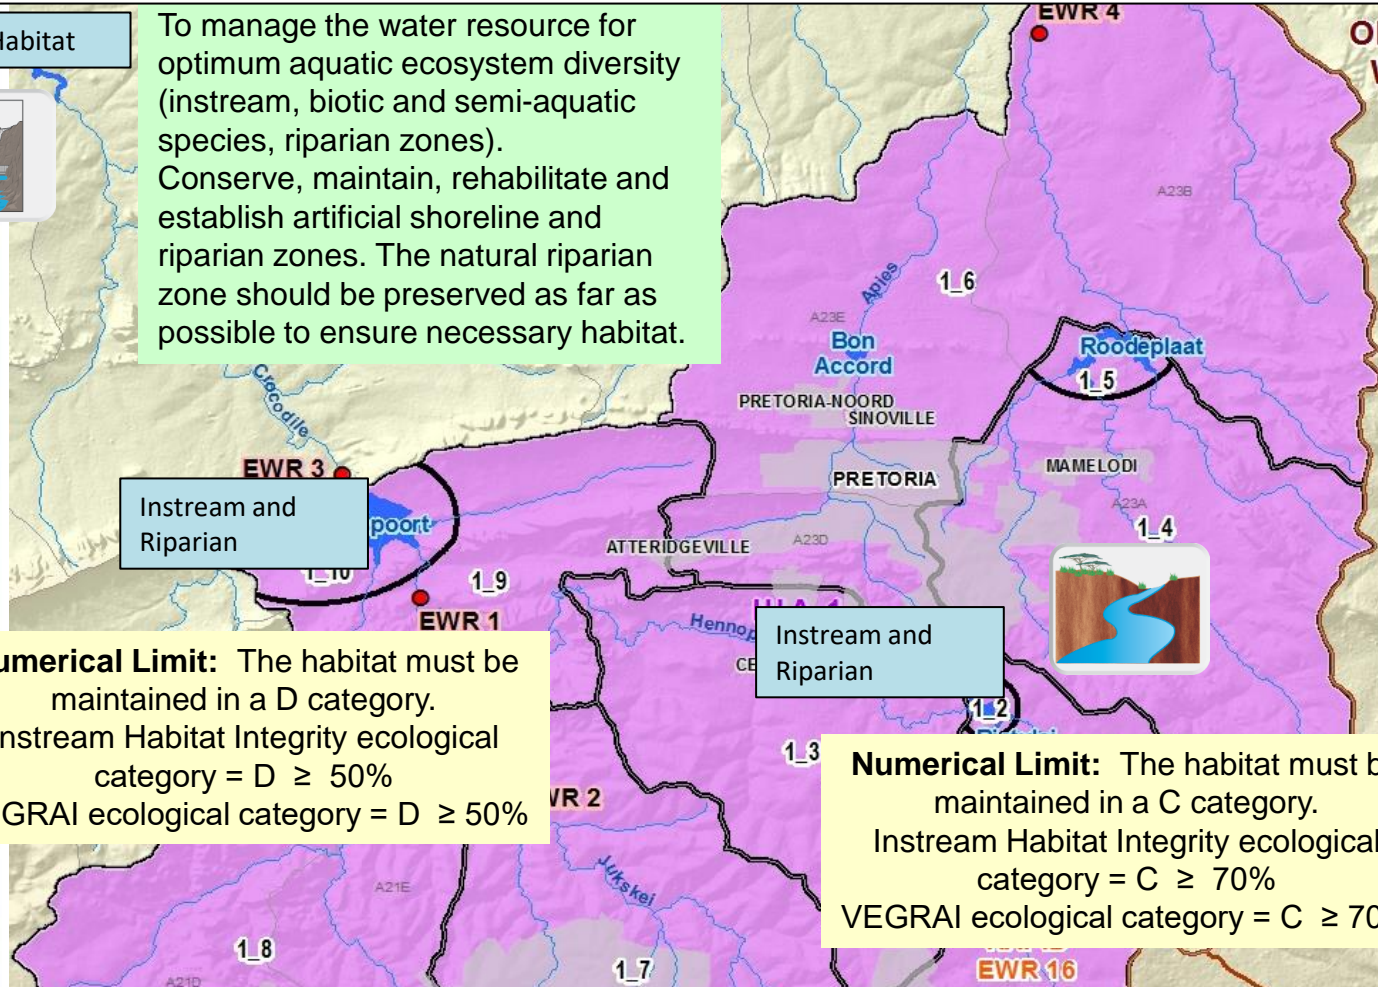 Habitat
To manage the water resource for
optimum aquatic ecosystem diversity
(instream, biotic and semi-aquatic
species, riparian zones).
Conserve, maintain, rehabilitate and
establish artificial shoreline and
riparian zones. The natural riparian
zone should be preserved as far as
possible to ensure necessary habitat.
EWR 4
A23B
Apies
1_6
A23E
Bon
Accord
Roodeplaat
1_5
Crocodile
PRETORIA-NOORD
SINOVILLE
EWR 3
MAMELODI
PRETORIA
Instream and
Riparian
poort
A23A
1_4
ATTERIDGEVILLE
A23D
1_10
1_9
EWR 1
Hennop
Instream and
Riparian
CE
1_2
1_3
umerical Limit: The habitat must be
maintained in a D category.
nstream Habitat Integrity ecological
category = D ≥ 50%
GRAI ecological category = D ≥ 50%
WR 2
Numerical Limit: The habitat must b
maintained in a C category.
Instream Habitat Integrity ecological
category = C ≥ 70%
VEGRAI ecological category = C ≥ 70
Jukskei
A21E
1_8
1_7
A21D
EWR 16